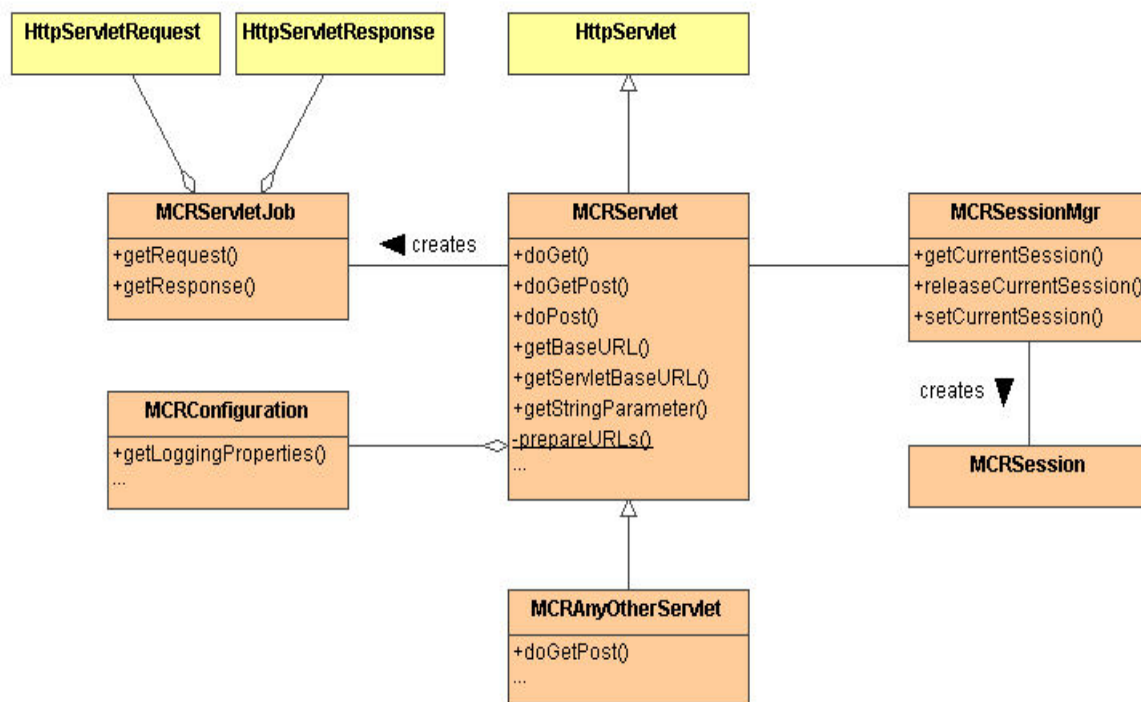 HttpServletRequest
HttpServletResponse
HttpServlet
MCRServletJob
+getRequest()
+getResponse()
creates
MCRServlet
+doGet()
+doGetPost()
+doPost()
+getBaseURL()
+getServletBaseURL()
+getStringParameter()
-prepareURLs()
...
MCRSessionMgr
+getCurrentSession()
+releaseCurrentSession()
+setCurrentSession()
creates
MCRConfiguration
+getLoggingProperties()
...
MCRSession
MCRAnyOtherServlet
+doGetPost()
...